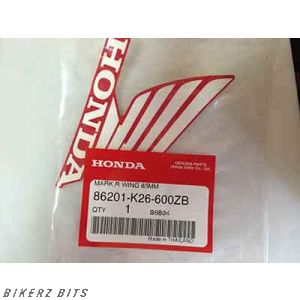 HONDA
HONDA
GENUINE PARTS
Honda Motor Co., Ltd.
MARK,R WING 85MM
86201-K26-600ZB
QTY 1 B6B04
Made in THAILAND
BIKERZ BITS